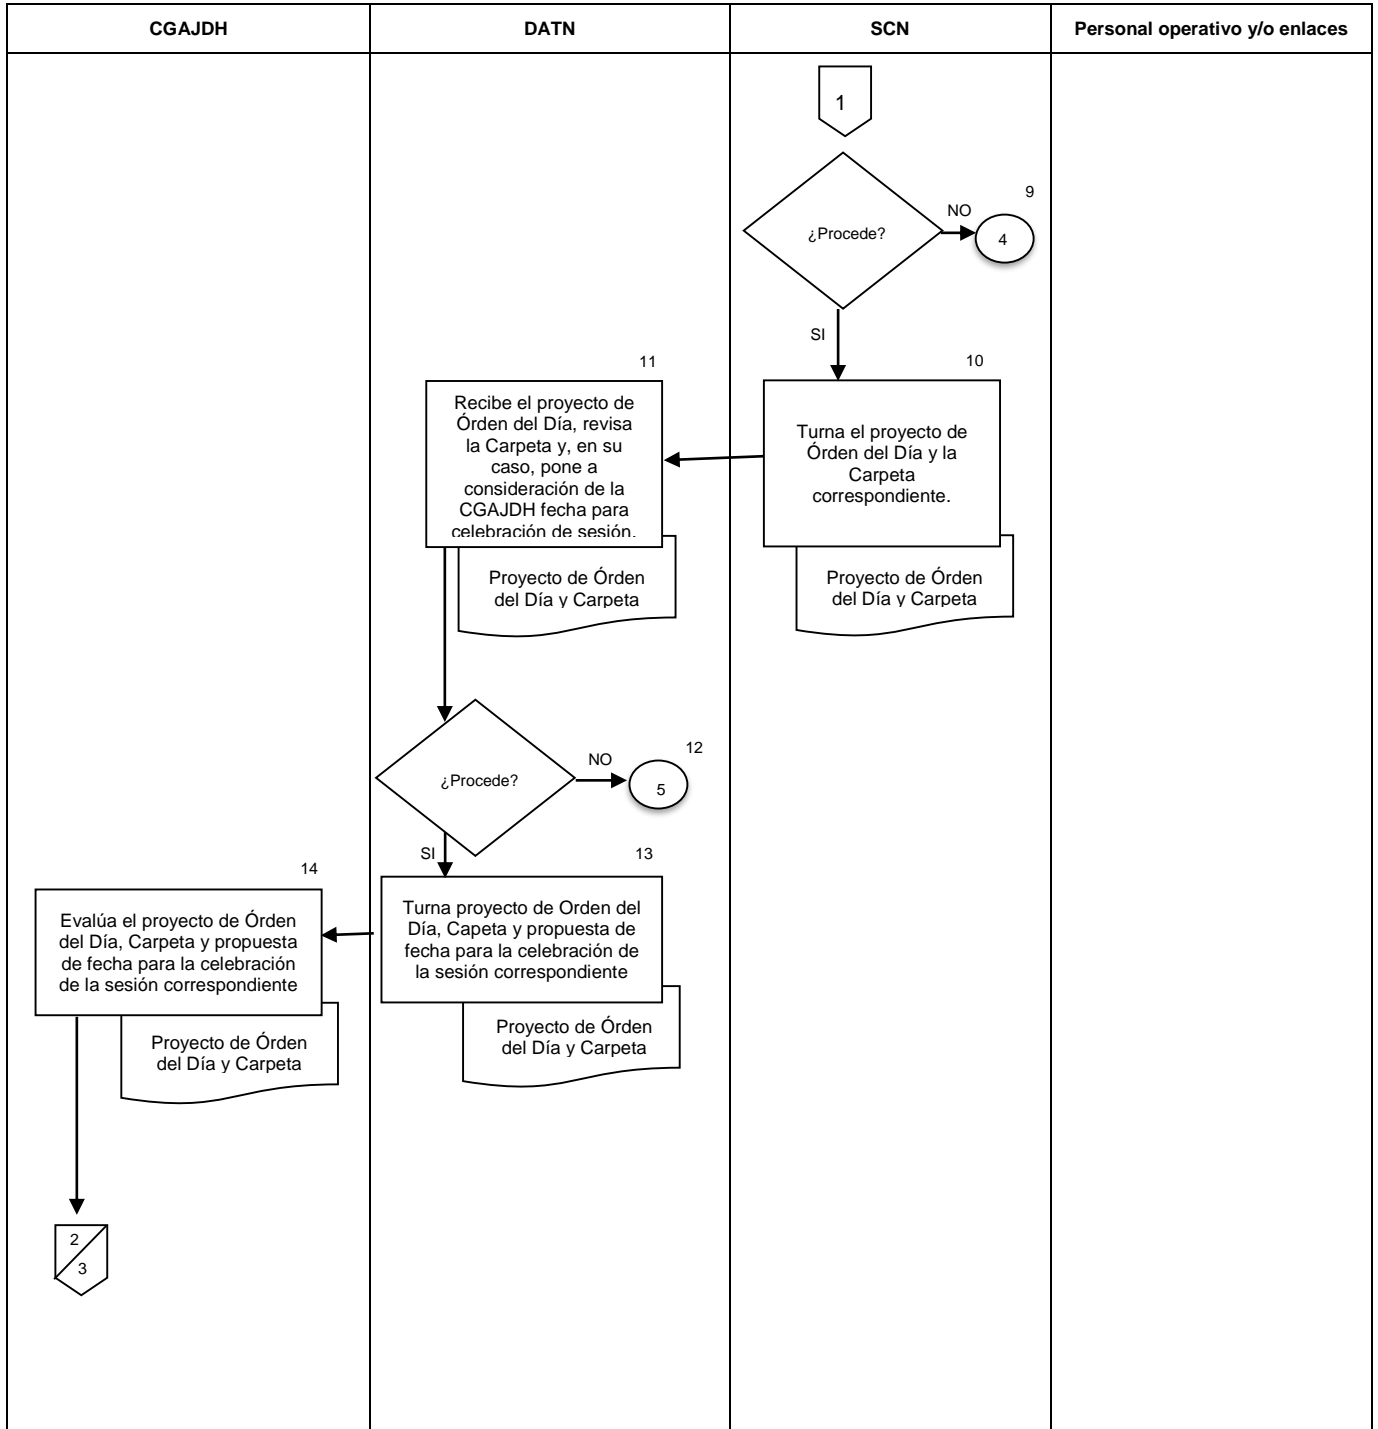 CGAJDH
DATN
SCN
Personal operativo y/o enlaces
1
¿Procede?
NO
9
4
SI
10
Turna el proyecto de
Órden del Día y la
Carpeta
correspondiente.
Proyecto de Órden
del Día y Carpeta
11
Recibe el proyecto de
Órden del Día, revisa
la Carpeta y, en su
caso, pone a
consideración de la
CGAJDH fecha para
celebración de sesión.
Proyecto de Órden
del Día y Carpeta
¿Procede?
NO
12
5
SI
13
Turna proyecto de Orden del
Día, Capeta y propuesta de
fecha para la celebración de
la sesión correspondiente
Proyecto de Órden
del Día y Carpeta
14
Evalúa el proyecto de Órden
del Día, Carpeta y propuesta
de fecha para la celebración
de la sesión correspondiente
Proyecto de Órden
del Día y Carpeta
2
3